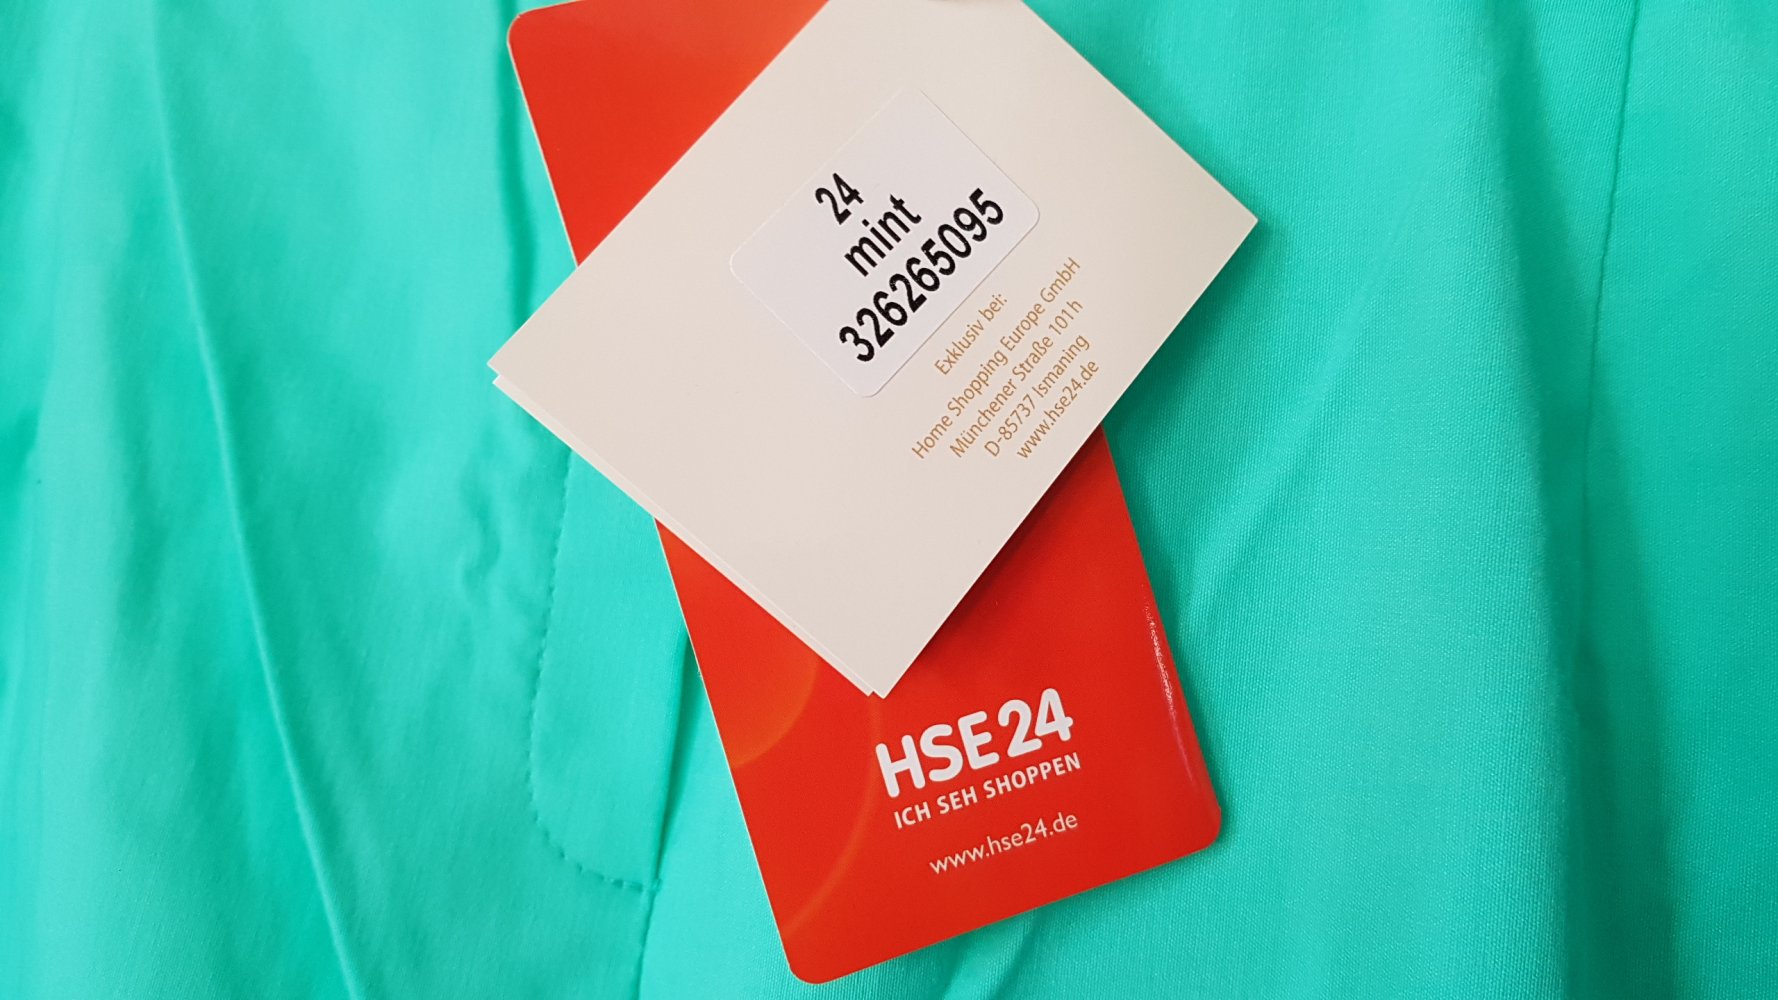 24
mint
326265095
Exklusiv bei:
Home Shopping Europe GmbH
Münchener Straße 101 h
D-85737 Ismaning
www.hse24.de
HSE24
ICH SEH SHOPPEN
www.hse24.de